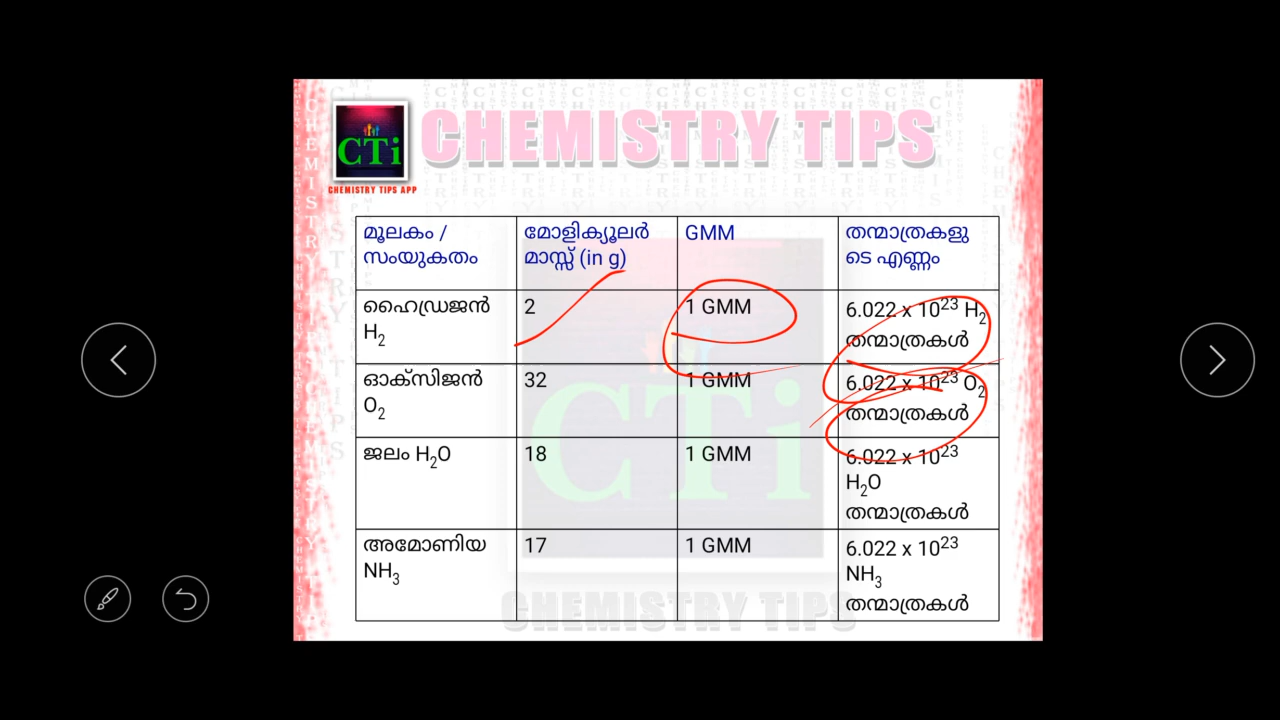 CTi
CHEMISTRY TIPS APP
CHEMISTRY TIPS
മൂലകം /
സംയുകതം
മോളിക്യൂലർ
മാസ്സ് (in g)
GMM
തന്മാത്രകളു
ടെ എണ്ണം
ഹൈഡ്രജൻ
H₂
2
1 GMM
6.022 x 10²³ H₂
തന്മാത്രകൾ
ഓക്സിജൻ
O₂
32
1 GMM
6.022 x 10²³ O₂
തന്മാത്രകൾ
ജലം H₂O
18
1 GMM
6.022 x 10²³
H₂O
തന്മാത്രകൾ
അമോണിയ
NH₃
17
1 GMM
6.022 x 10²³
NH₃
തന്മാത്രകൾ
CTi
CHEMISTRY TIPS